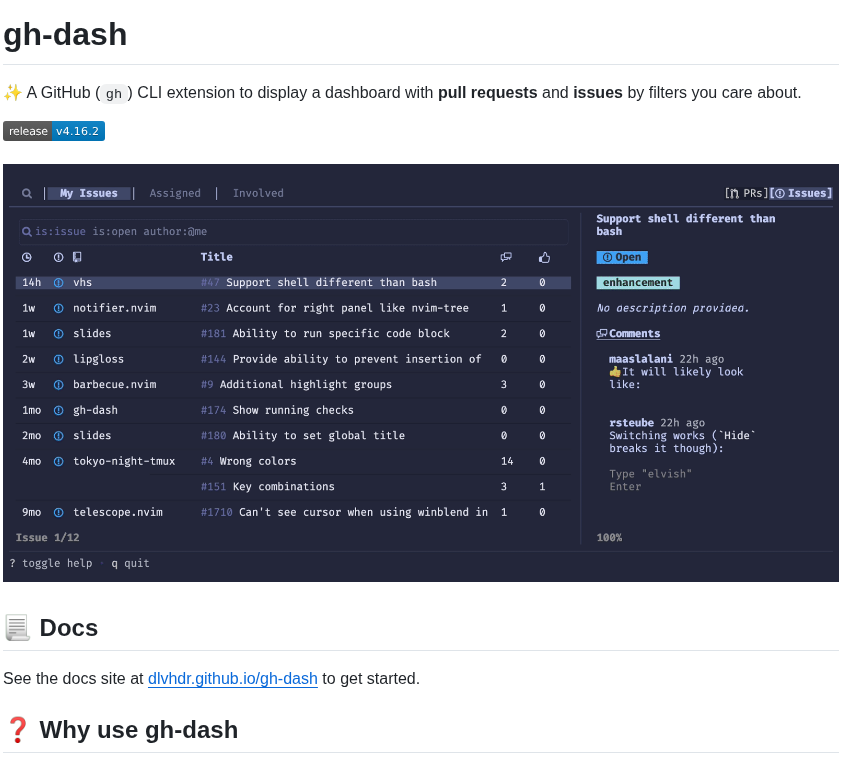 gh-dash
✨ A GitHub (gh) CLI extension to display a dashboard with pull requests and issues by filters you care about.
release v4.16.2
My Issues | Assigned | Involved [PRs][Issues]
is:issue is:open author:@me
Title
14h vhs #47 Support shell different than bash 2 0
1w notifier.nvim #23 Account for right panel like nvim-tree 1 0
1w slides #181 Ability to run specific code block 2 0
2w lipgloss #144 Provide ability to prevent insertion of 0 0
3w barbecue.nvim #9 Additional highlight groups 3 0
1mo gh-dash #174 Show running checks 0 0
2mo slides #180 Ability to set global title 0 0
4mo tokyo-night-tmux #4 Wrong colors 14 0
#151 Key combinations 3 1
9mo telescope.nvim #1710 Can't see cursor when using winblend in 1 0
Issue 1/12
Support shell different than
bash
Open
enhancement
No description provided.
Comments
maaslalani 22h ago
👍It will likely look
like:
rsteube 22h ago
Switching works (`Hide`
breaks it though):
Type "elvish"
Enter
100%
? toggle help · q quit
📃 Docs
See the docs site at dlvhdr.github.io/gh-dash to get started.
❓ Why use gh-dash